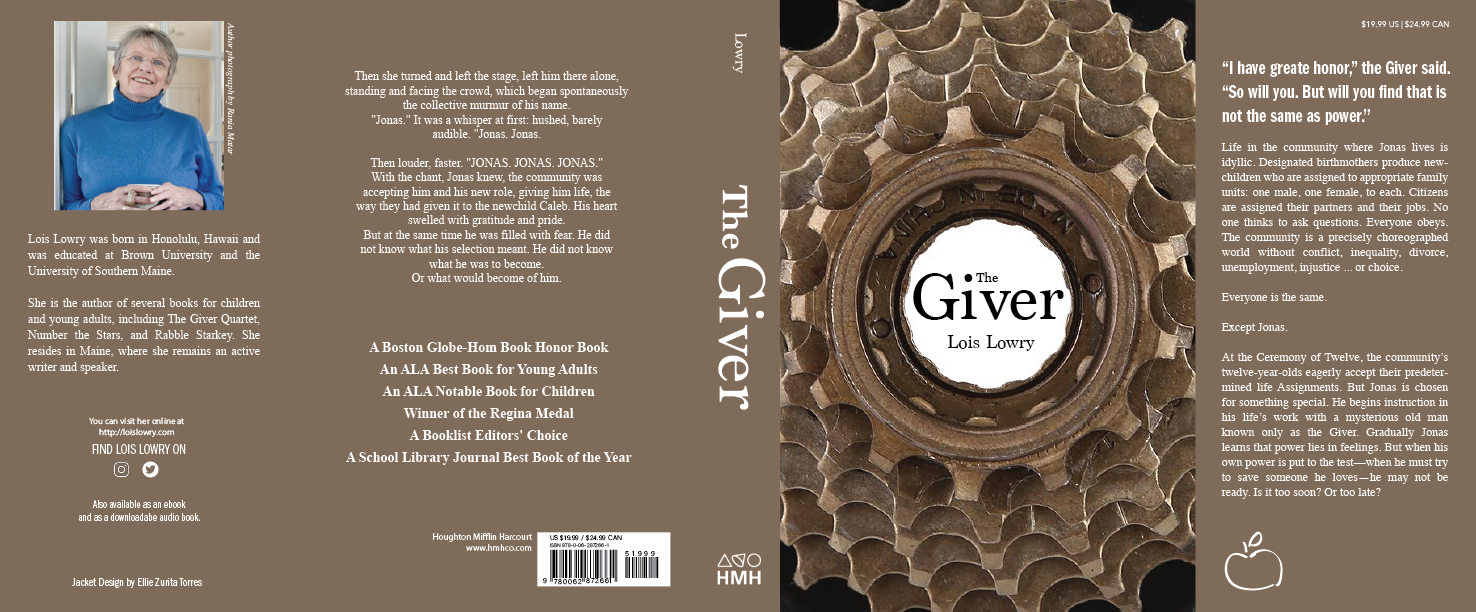 Author photograph by Rania Matar
Lois Lowry was born in Honolulu, Hawaii and
was educated at Brown University and the
University of Southern Maine.
She is the author of several books for children
and young adults, including The Giver Quartet,
Number the Stars, and Rabble Starkey. She
resides in Maine, where she remains an active
writer and speaker.
You can visit her online at
http://loislowry.com
FIND LOIS LOWRY ON
Also available as an ebook
and as a downloadabe audio book.
Jacket Design by Ellie Zurita Torres
Then she turned and left the stage, left him there alone,
standing and facing the crowd, which began spontaneously
the collective murmur of his name.
"Jonas." It was a whisper at first: hushed, barely
audible. "Jonas. Jonas.
Then louder, faster. "JONAS. JONAS. JONAS."
With the chant, Jonas knew, the community was
accepting him and his new role, giving him life, the
way they had given it to the newchild Caleb. His heart
swelled with gratitude and pride.
But at the same time he was filled with fear. He did
not know what his selection meant. He did not know
what he was to become.
Or what would become of him.
A Boston Globe-Hom Book Honor Book
An ALA Best Book for Young Adults
An ALA Notable Book for Children
Winner of the Regina Medal
A Booklist Editors' Choice
A School Library Journal Best Book of the Year
Houghton Mifflin Harcourt
www.hmhco.com
US $19.99 / $24.99 CAN
ISBN 978-0-06-287266-1
51999
9 780062 872661
Lowry
The Giver
HMH
The
Giver
Lois Lowry
$19.99 US | $24.99 CAN
“I have greate honor,” the Giver said.
“So will you. But will you find that is
not the same as power.”
Life in the community where Jonas lives is
idyllic. Designated birthmothers produce new-
children who are assigned to appropriate family
units: one male, one female, to each. Citizens
are assigned their partners and their jobs. No
one thinks to ask questions. Everyone obeys.
The community is a precisely choreographed
world without conflict, inequality, divorce,
unemployment, injustice ... or choice.
Everyone is the same.
Except Jonas.
At the Ceremony of Twelve, the community’s
twelve-year-olds eagerly accept their predeter-
mined life Assignments. But Jonas is chosen
for something special. He begins instruction in
his life’s work with a mysterious old man
known only as the Giver. Gradually Jonas
learns that power lies in feelings. But when his
own power is put to the test—when he must try
to save someone he loves—he may not be
ready. Is it too soon? Or too late?